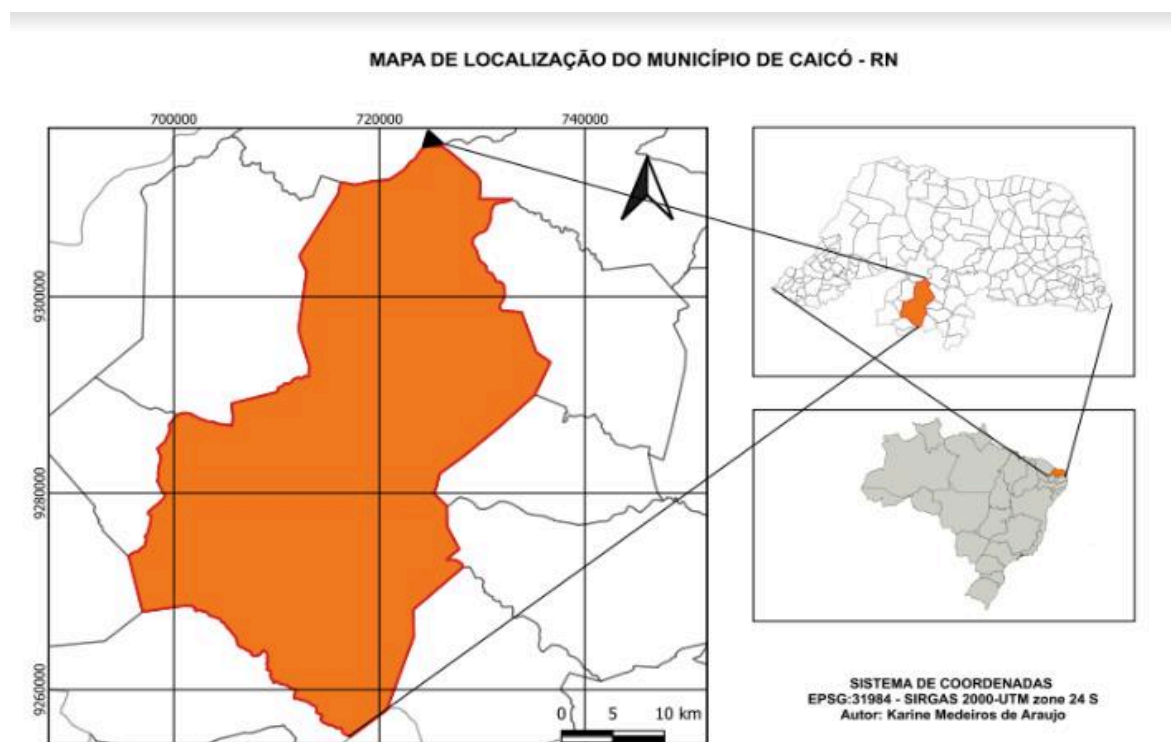 MAPA DE LOCALIZAÇÃO DO MUNICÍPIO DE CAICÓ - RN
700000
720000
740000
9300000
9280000
9260000
0 5 10 km
SISTEMA DE COORDENADAS
EPSG:31984 - SIRGAS 2000-UTM zone 24 S
Autor: Karine Medeiros de Araujo